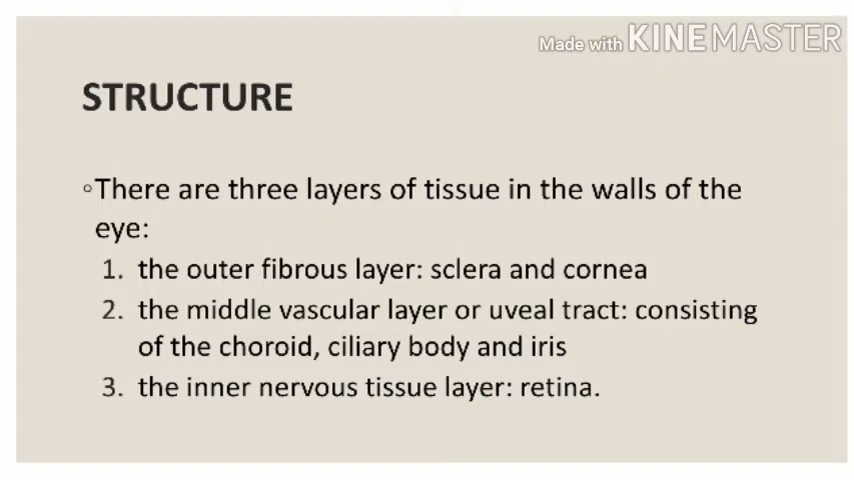 Made with KINEMASTER
STRUCTURE
◦There are three layers of tissue in the walls of the
eye:
1. the outer fibrous layer: sclera and cornea
2. the middle vascular layer or uveal tract: consisting
of the choroid, ciliary body and iris
3. the inner nervous tissue layer: retina.